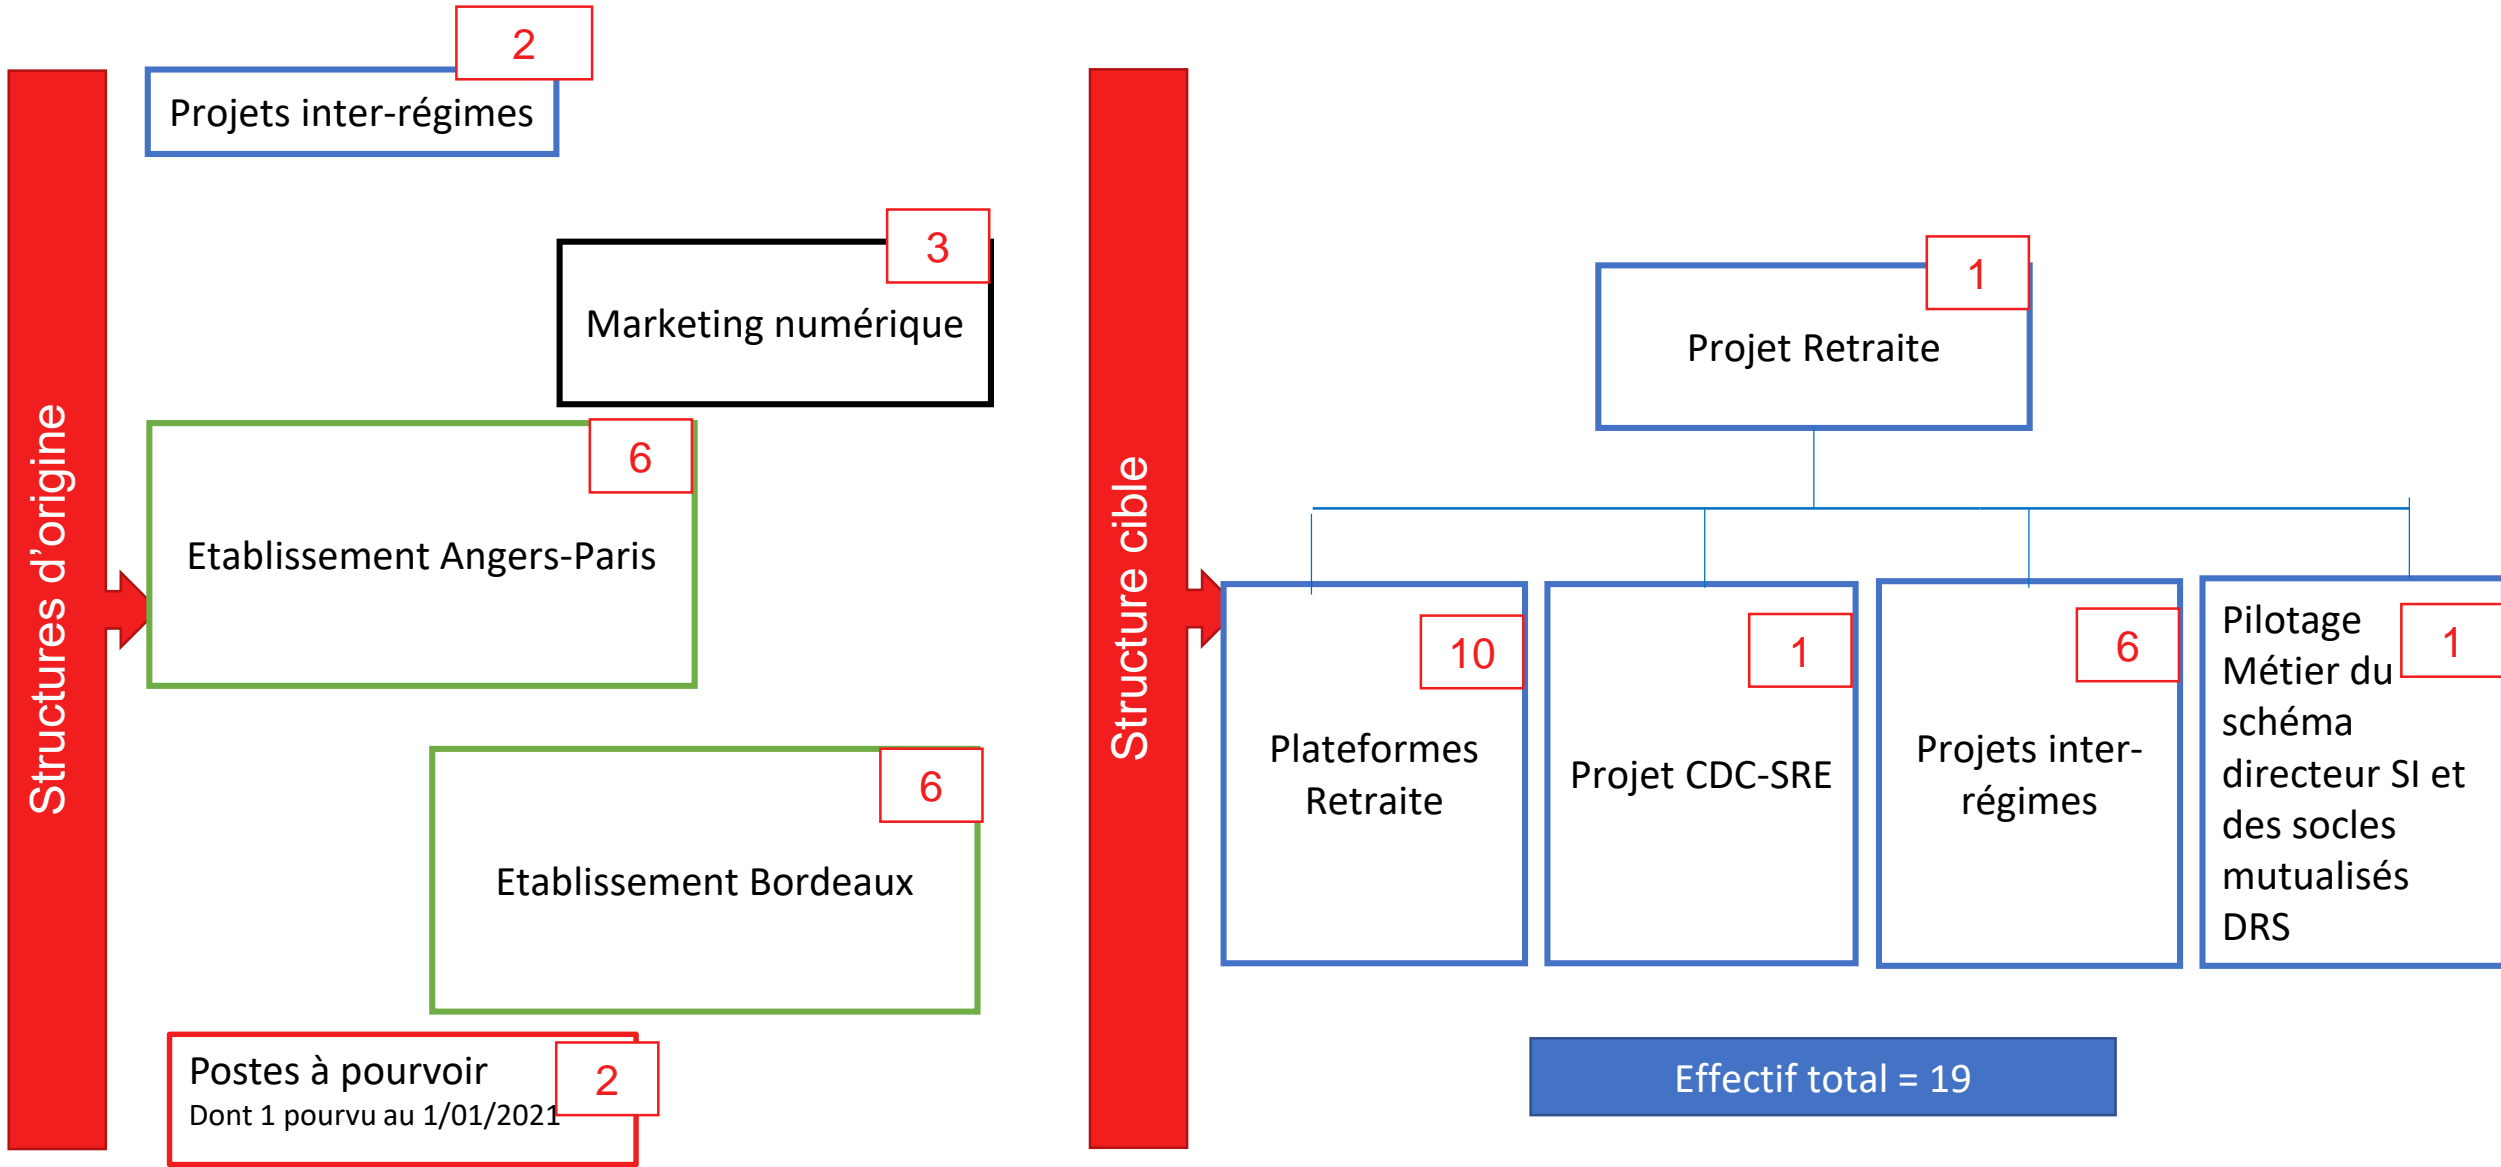 Structures d'origine
2
Projets inter-régimes
3
Marketing numérique
6
Etablissement Angers-Paris
6
Etablissement Bordeaux
Postes à pourvoir
Dont 1 pourvu au 1/01/2021
2
Structure cible
1
Projet Retraite
10
Plateformes
Retraite
1
Projet CDC-SRE
6
Projets inter-
régimes
1
Pilotage
Métier du
schéma
directeur SI et
des socles
mutualisés
DRS
Effectif total = 19